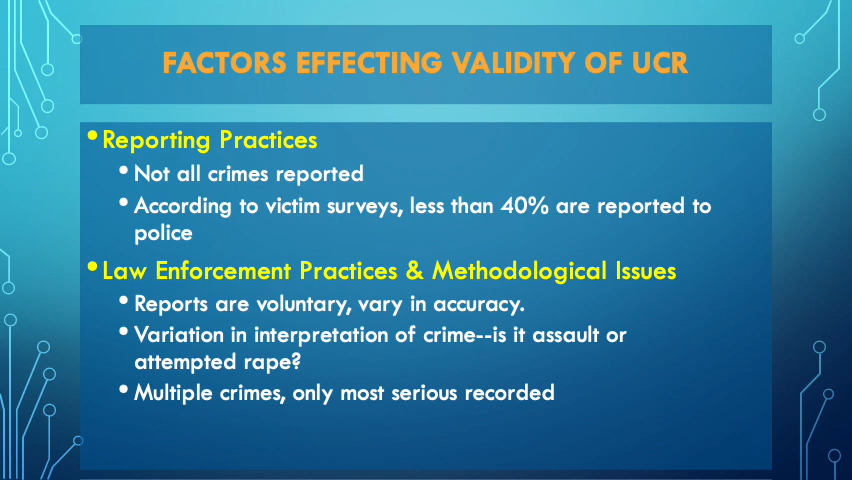 FACTORS EFFECTING VALIDITY OF UCR
•Reporting Practices
•Not all crimes reported
•According to victim surveys, less than 40% are reported to
police
•Law Enforcement Practices & Methodological Issues
•Reports are voluntary, vary in accuracy.
•Variation in interpretation of crime--is it assault or
attempted rape?
•Multiple crimes, only most serious recorded